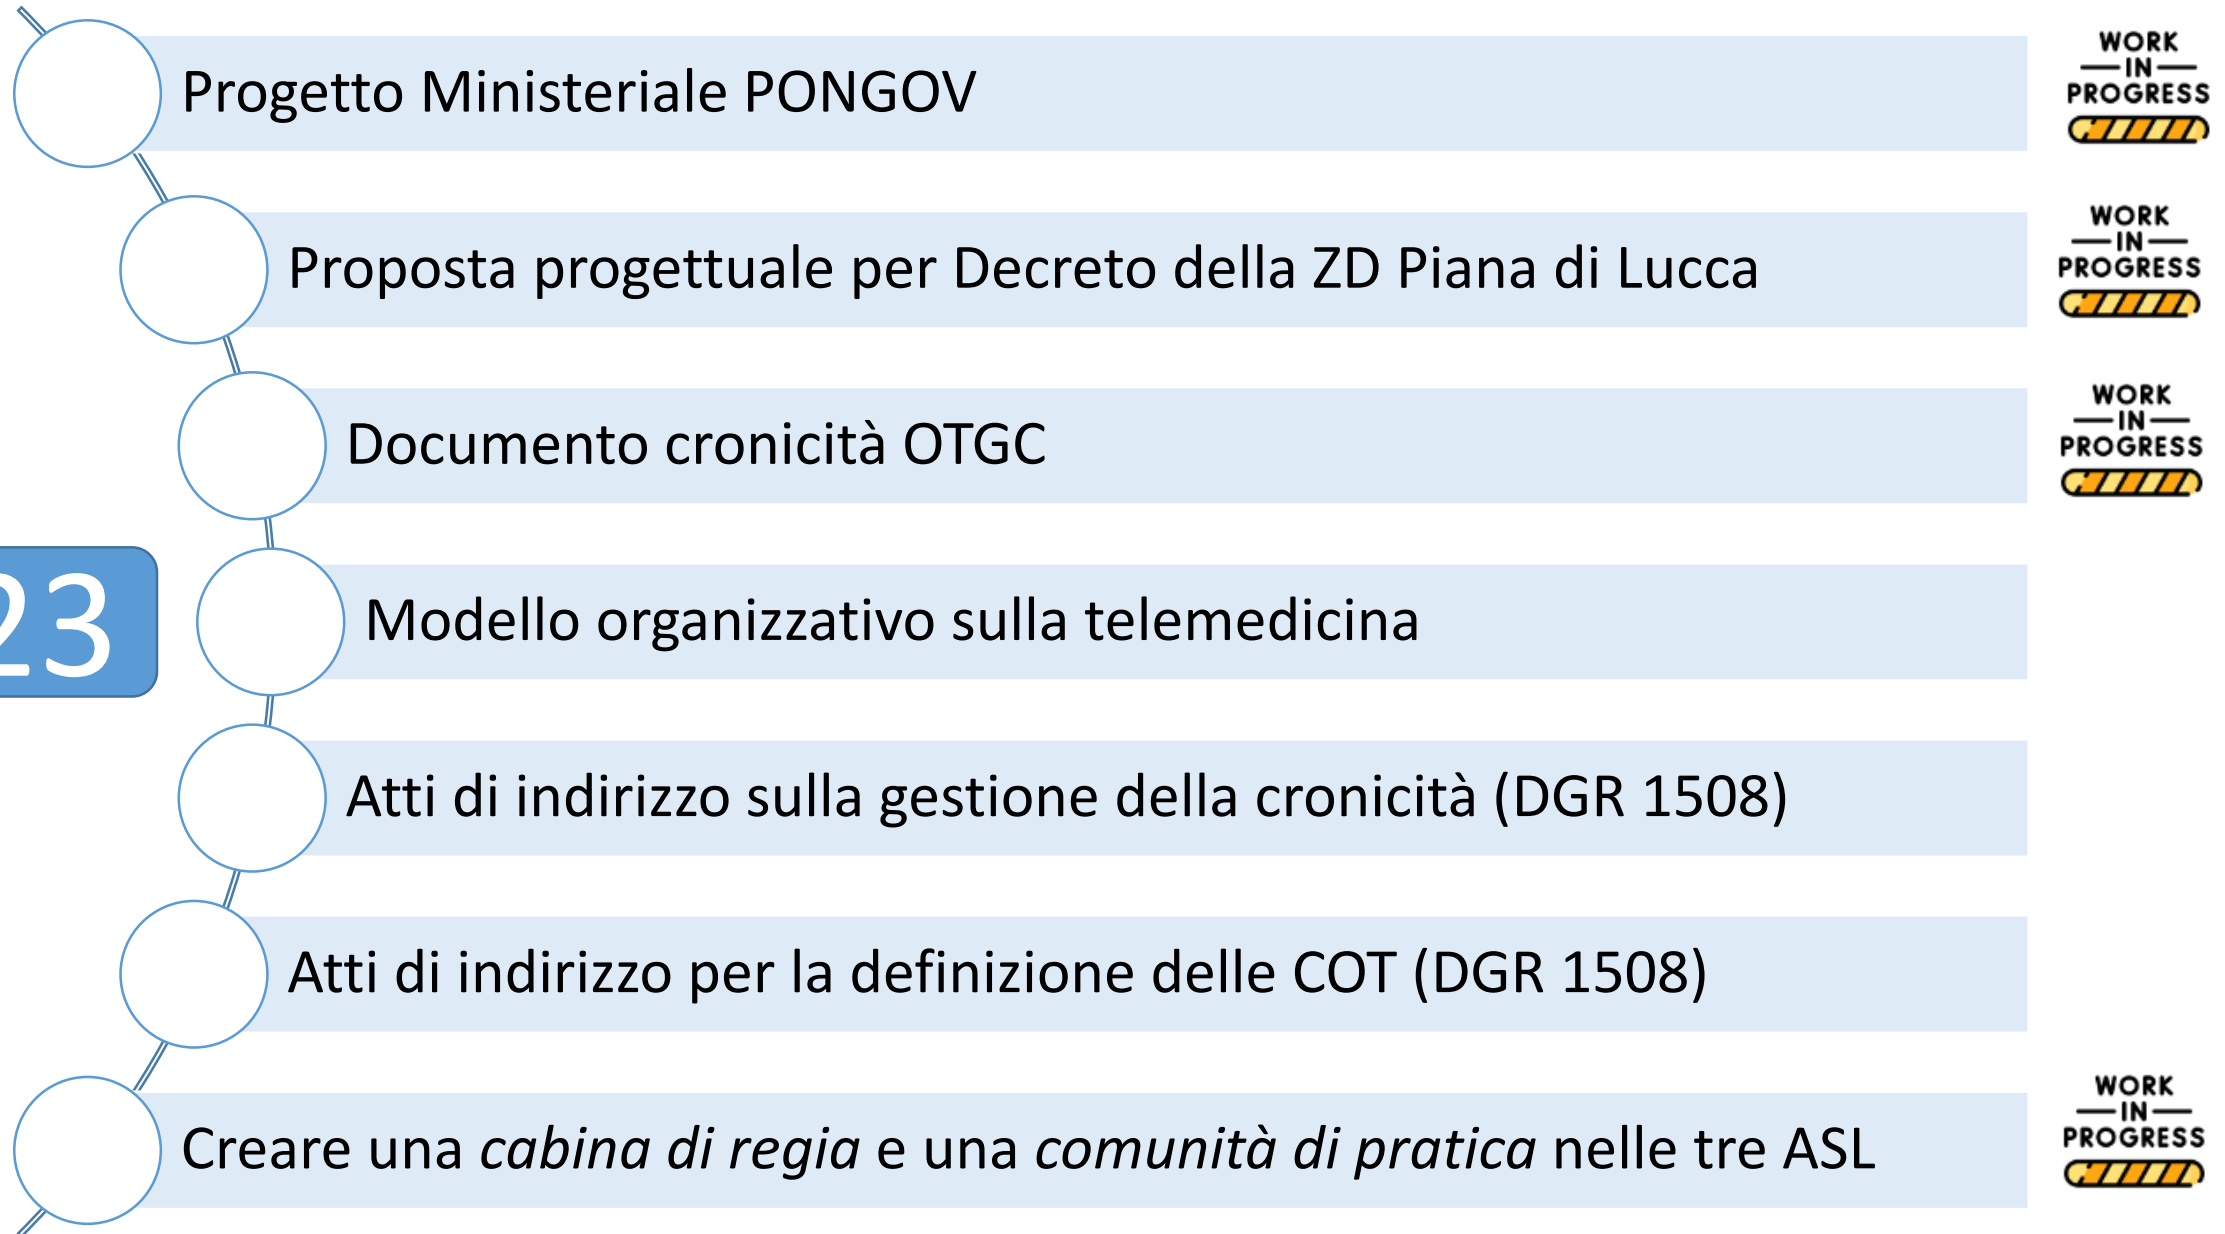 Progetto Ministeriale PONGOV
WORK
IN
PROGRESS
Proposta progettuale per Decreto della ZD Piana di Lucca
WORK
IN
PROGRESS
Documento cronicità OTGC
WORK
IN
PROGRESS
23
Modello organizzativo sulla telemedicina
Atti di indirizzo sulla gestione della cronicità (DGR 1508)
Atti di indirizzo per la definizione delle COT (DGR 1508)
Creare una cabina di regia e una comunità di pratica nelle tre ASL
WORK
IN
PROGRESS